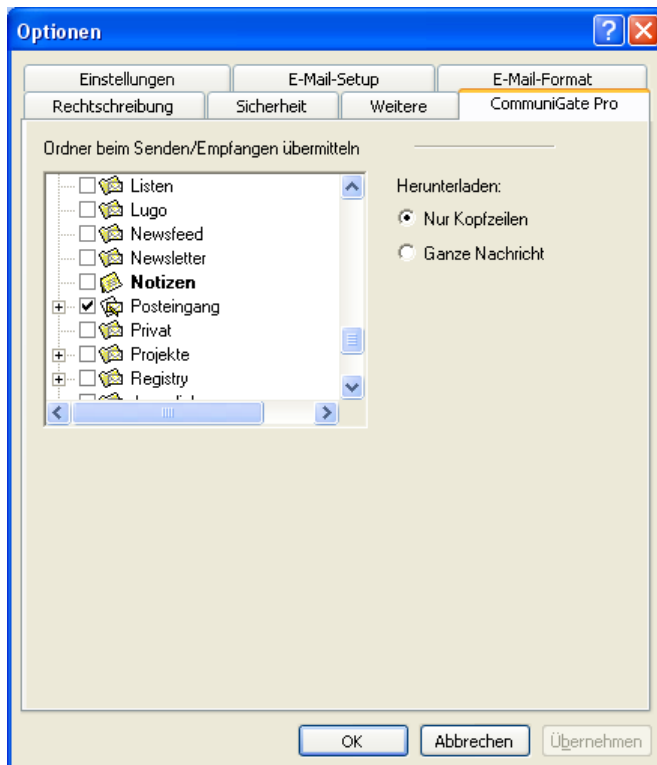 Optionen
Einstellungen E-Mail-Setup E-Mail-Format
Rechtschreibung Sicherheit Weitere CommuniGate Pro
Ordner beim Senden/Empfangen übermitteln
Listen
Lugo
Newsfeed
Newsletter
Notizen
Posteingang
Privat
Projekte
Registry
Herunterladen:
Nur Kopfzeilen
Ganze Nachricht
OK Abbrechen Übernehmen